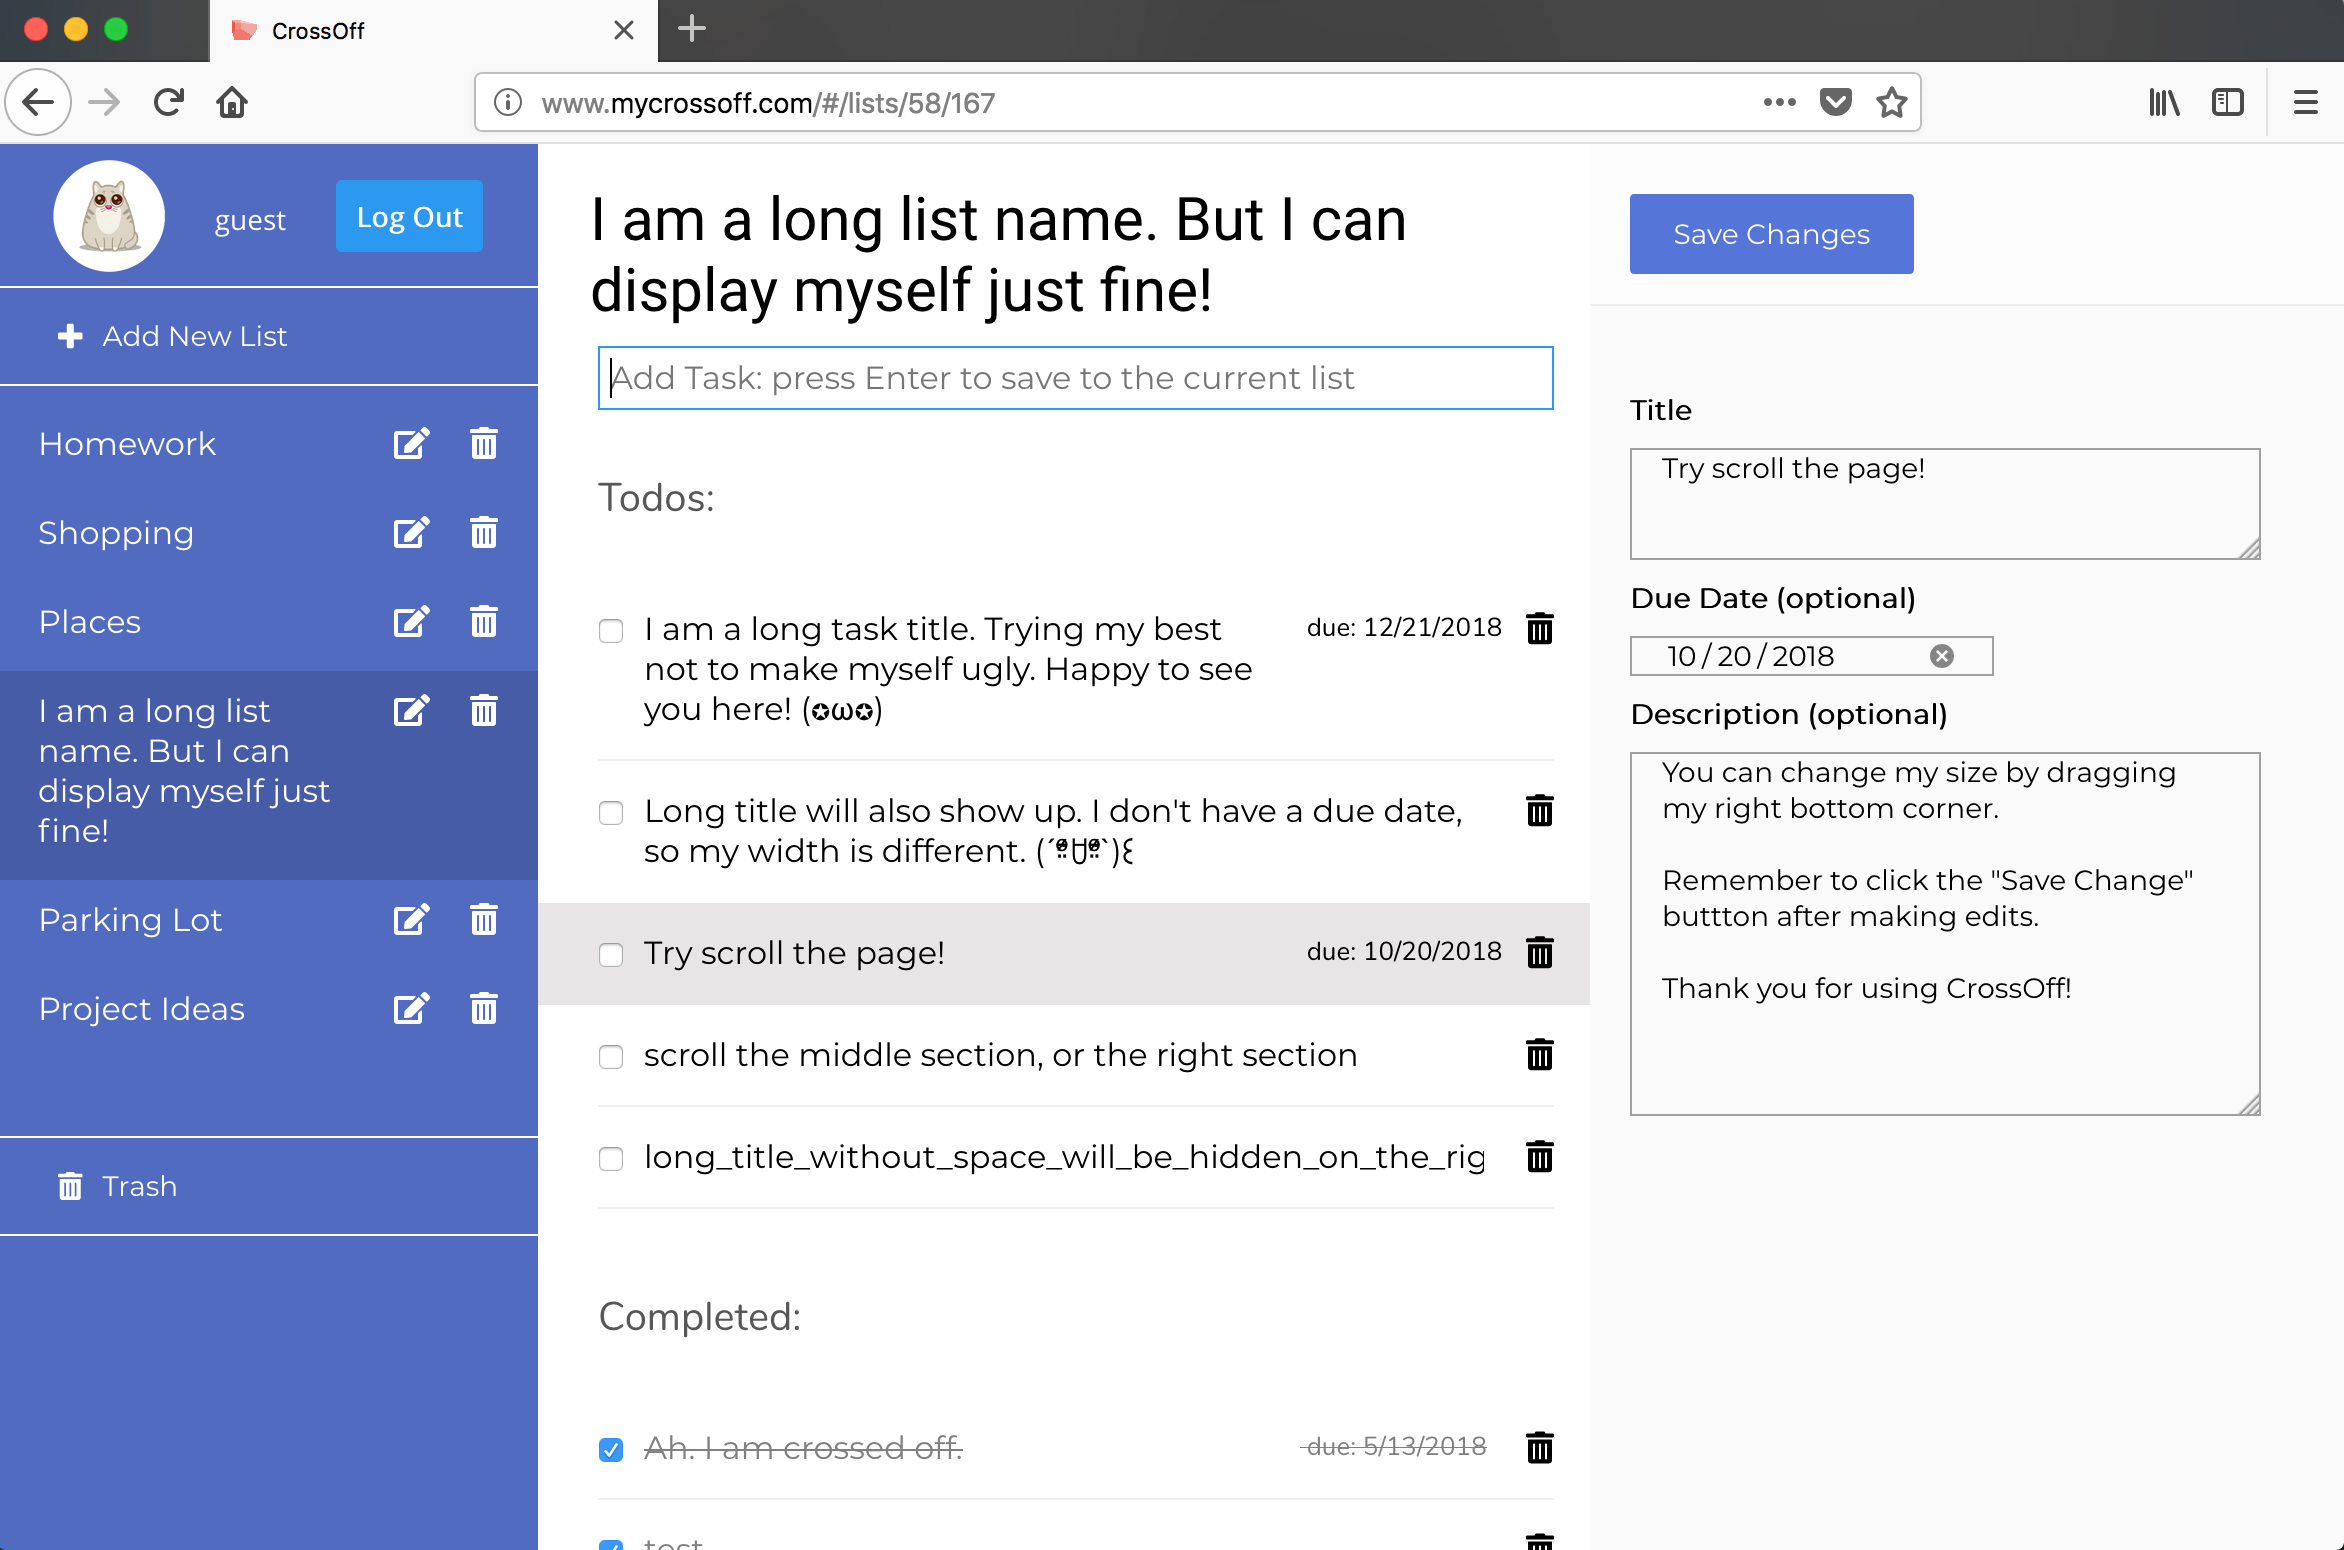 CrossOff
www.mycrossoff.com/#/lists/58/167
guest
Log Out
Add New List
Homework
Shopping
Places
I am a long list
name. But I can
display myself just
fine!
Parking Lot
Project Ideas
Trash
I am a long list name. But I can
display myself just fine!
Add Task: press Enter to save to the current list
Todos:
I am a long task title. Trying my best due: 12/21/2018
not to make myself ugly. Happy to see
you here! (✪ω✪)
Long title will also show up. I don't have a due date,
so my width is different.
Try scroll the page! due: 10/20/2018
scroll the middle section, or the right section
long_title_without_space_will_be_hidden_on_the_rig
Completed:
Ah. I am crossed off. due: 5/13/2018
test
Save Changes
Title
Try scroll the page!
Due Date (optional)
10 / 20 / 2018
Description (optional)
You can change my size by dragging
my right bottom corner.
Remember to click the "Save Change"
buttton after making edits.
Thank you for using CrossOff!